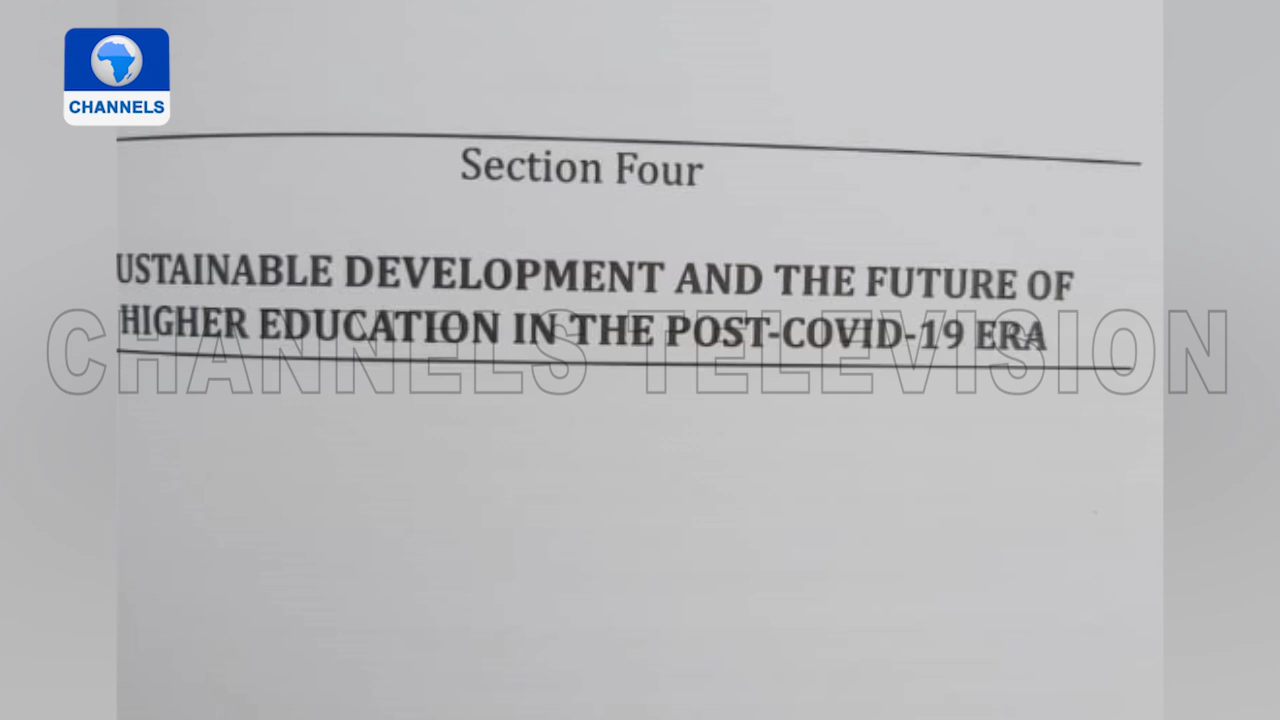 CHANNELS
Section Four
USTAINABLE DEVELOPMENT AND THE FUTURE OF
HIGHER EDUCATION IN THE POST-COVID-19 ERA
CHANNELS TELEVISION